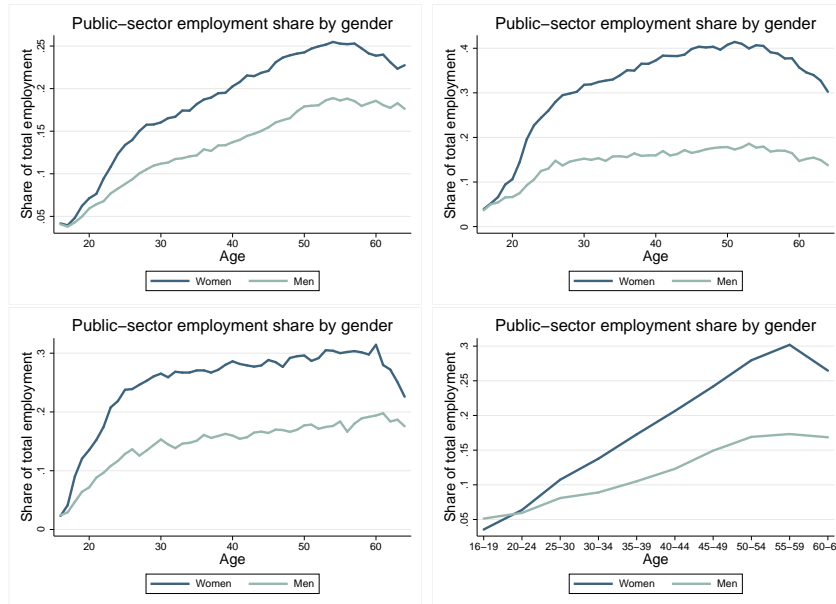 Public−sector employment share by gender
Share of total employment
.25
.2
.15
.1
.05
20 30 40 50 60
Age
Women Men
Public−sector employment share by gender
Share of total employment
.4
.3
.2
.1
0
20 30 40 50 60
Age
Women Men
Public−sector employment share by gender
Share of total employment
.3
.2
.1
0
20 30 40 50 60
Age
Women Men
Public−sector employment share by gender
Share of total employment
.3
.25
.2
.15
.1
.05
16−19 20−24 25−30 30−34 35−39 40−44 45−49 50−54 55−59 60−6
Age
Women Men